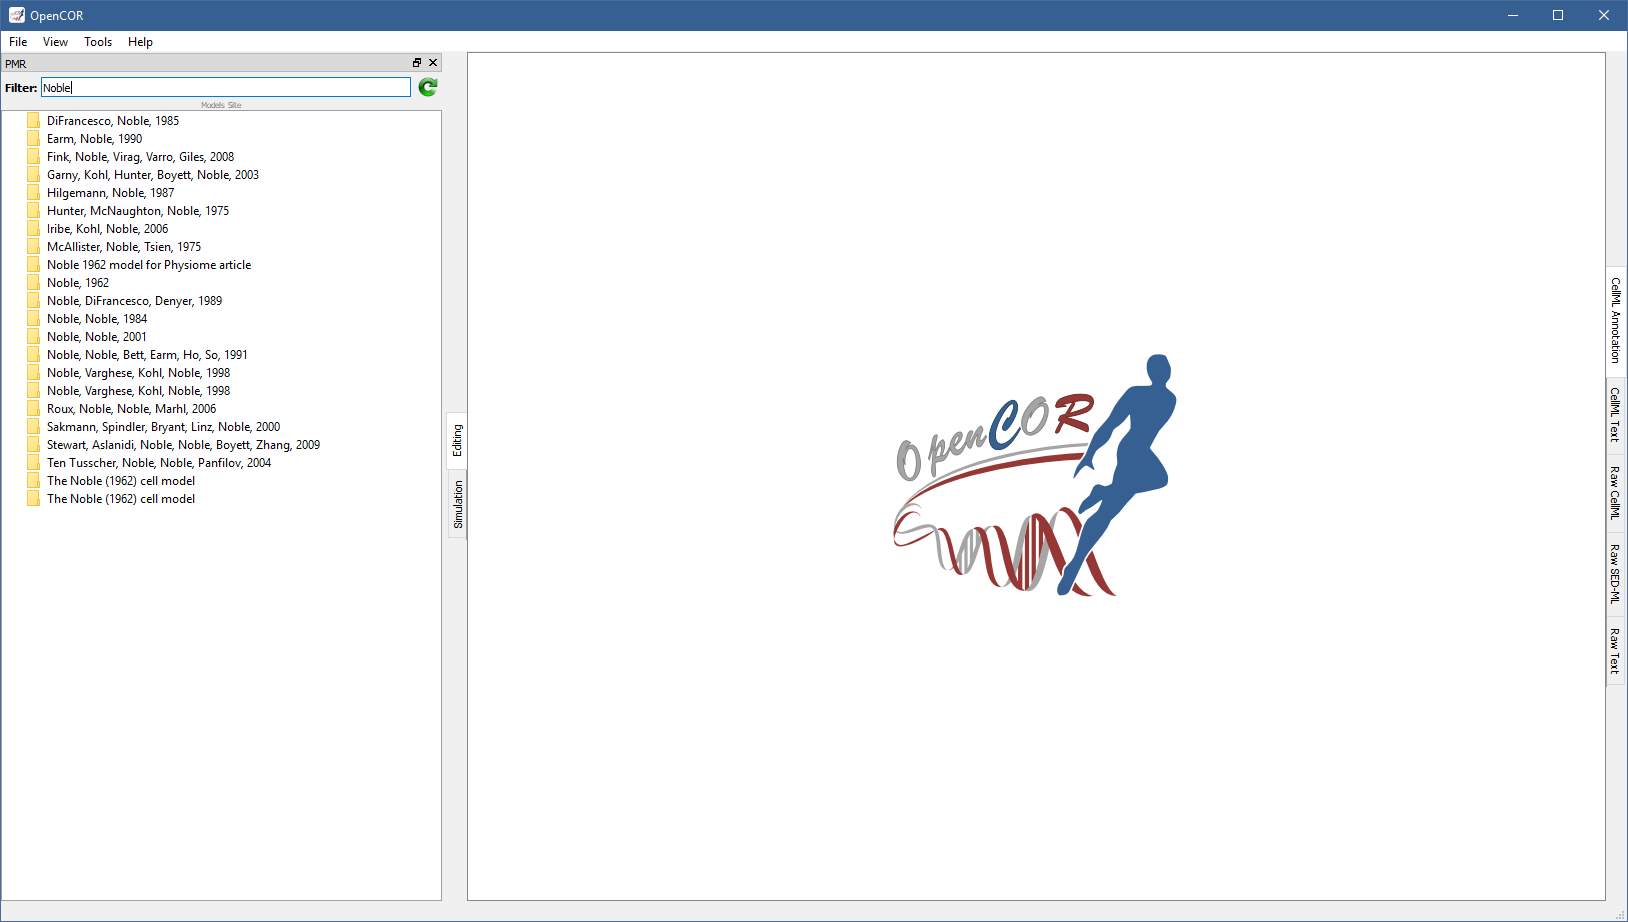 OpenCOR
File View Tools Help
PMR
Filter: Noble
Models Site
DiFrancesco, Noble, 1985
Earm, Noble, 1990
Fink, Noble, Virag, Varro, Giles, 2008
Garny, Kohl, Hunter, Boyett, Noble, 2003
Hilgemann, Noble, 1987
Hunter, McNaughton, Noble, 1975
Iribe, Kohl, Noble, 2006
McAllister, Noble, Tsien, 1975
Noble 1962 model for Physiome article
Noble, 1962
Noble, DiFrancesco, Denyer, 1989
Noble, Noble, 1984
Noble, Noble, 2001
Noble, Noble, Bett, Earm, Ho, So, 1991
Noble, Varghese, Kohl, Noble, 1998
Noble, Varghese, Kohl, Noble, 1998
Roux, Noble, Noble, Marhl, 2006
Sakmann, Spindler, Bryant, Linz, Noble, 2000
Stewart, Aslanidi, Noble, Noble, Boyett, Zhang, 2009
Ten Tusscher, Noble, Noble, Panfilov, 2004
The Noble (1962) cell model
The Noble (1962) cell model
Editing
Simulation
OpenCOR
CellML Annotation
CellML Text
Raw CellML
Raw SED-ML
Raw Text